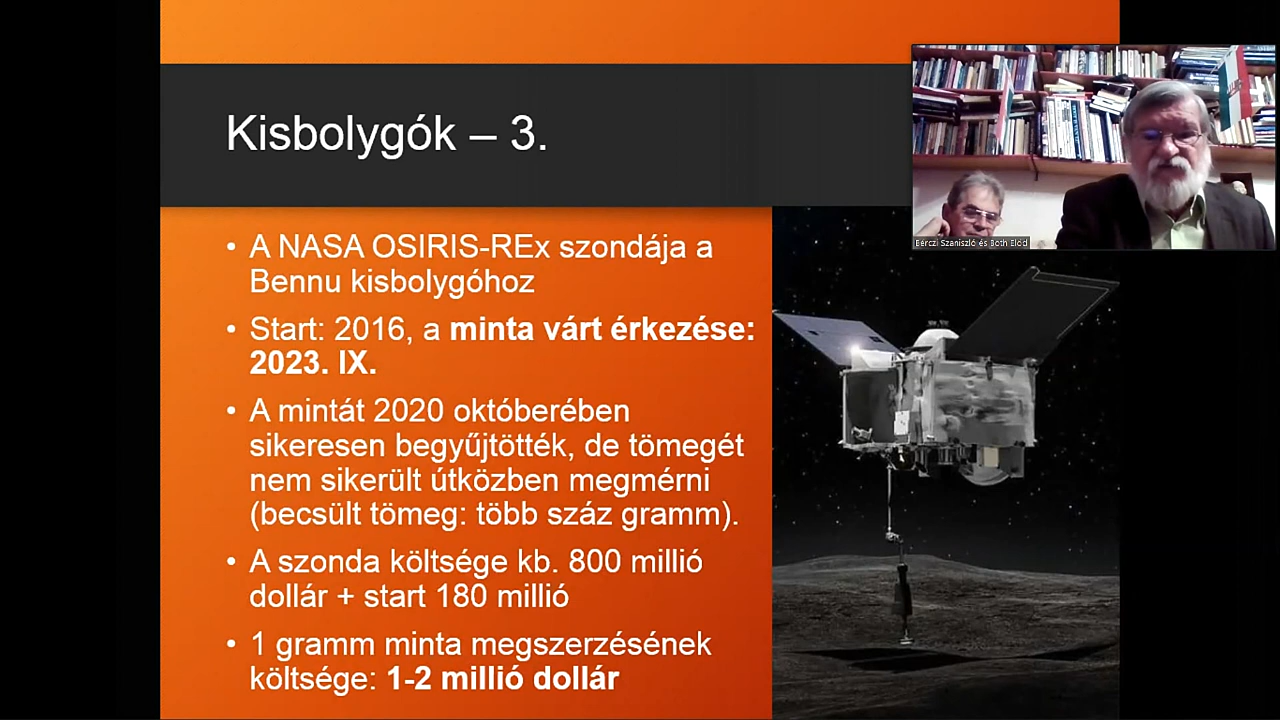 Kisbolygók – 3.
• A NASA OSIRIS-REx szondája a
Bennu kisbolygóhoz
• Start: 2016, a minta várt érkezése:
2023. IX.
• A mintát 2020 októberében
sikeresen begyűjtötték, de tömegét
nem sikerült útközben megmérni
(becsült tömeg: több száz gramm).
• A szonda költsége kb. 800 millió
dollár + start 180 millió
• 1 gramm minta megszerzésének
költsége: 1-2 millió dollár
Bérczi Szaniszló és Both Előd